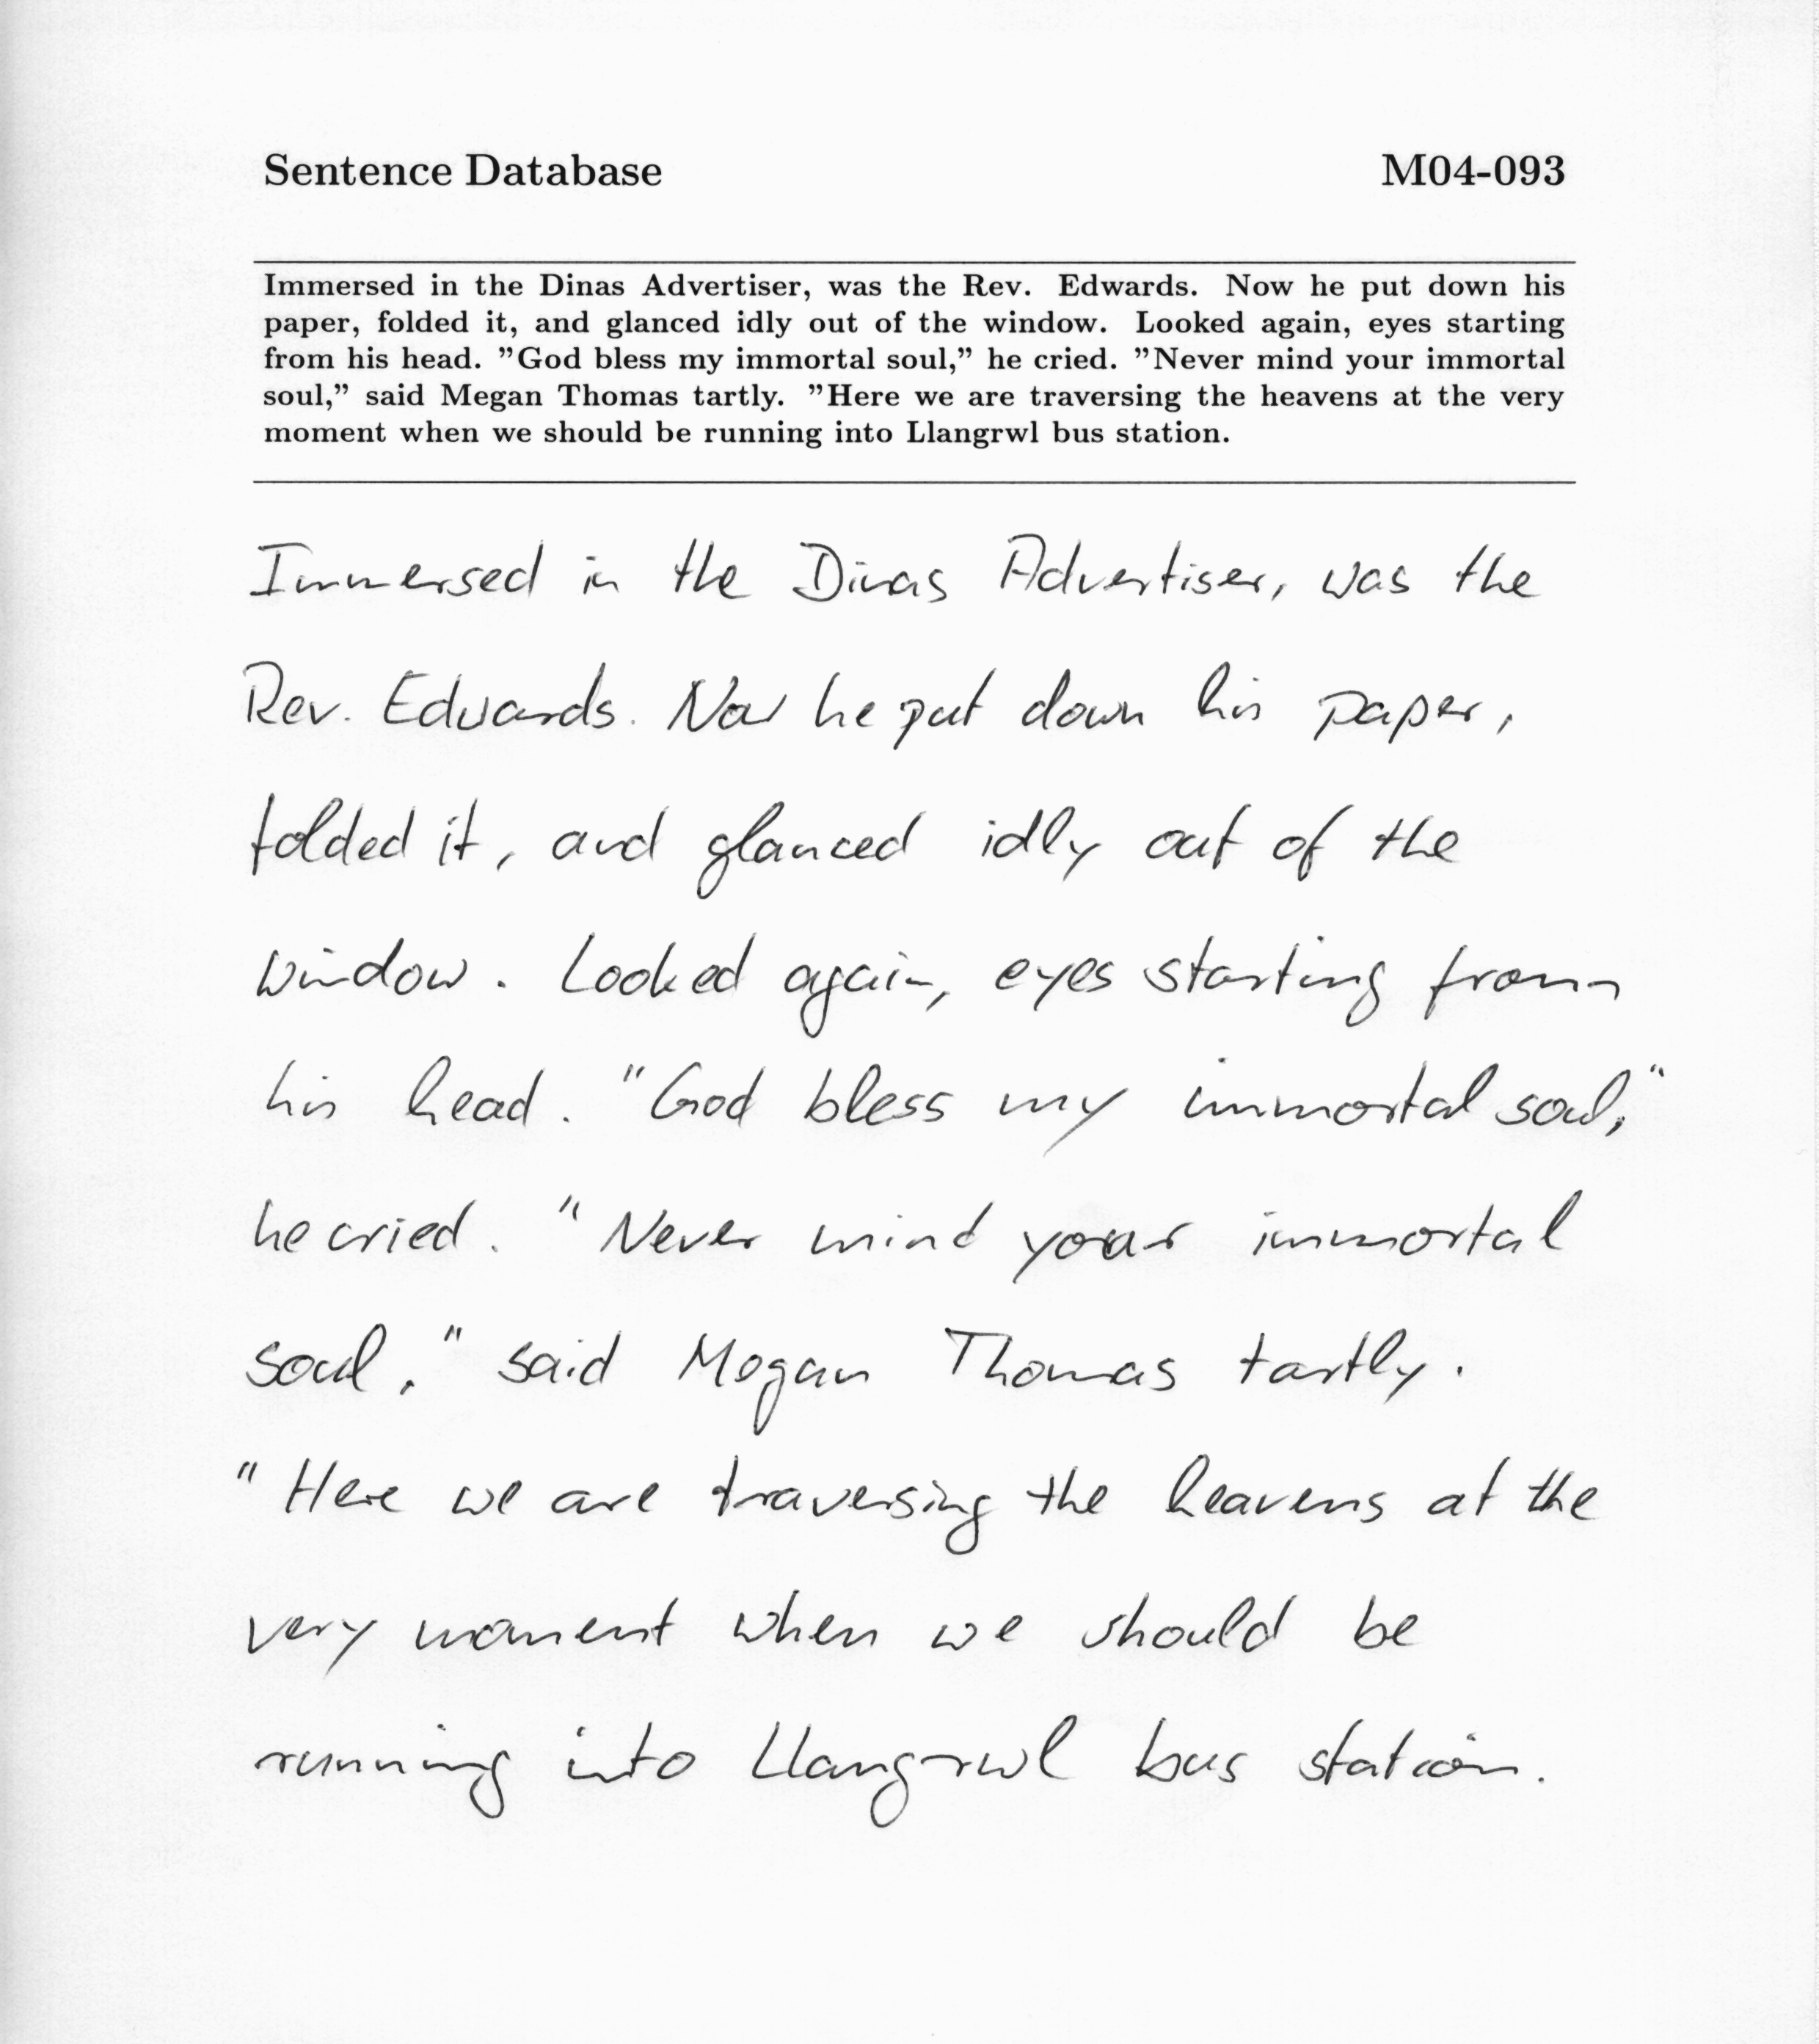 Sentence Database M04-093
Immersed in the Dinas Advertiser, was the Rev. Edwards. Now he put down his
paper, folded it, and glanced idly out of the window. Looked again, eyes starting
from his head. "God bless my immortal soul," he cried. "Never mind your immortal
soul," said Megan Thomas tartly. "Here we are traversing the heavens at the very
moment when we should be running into Llangrwl bus station.
Immersed in the Dinas Advertiser, was the
Rev. Edwards. Now he put down his paper,
folded it, and glanced idly out of the
window. Looked again, eyes starting from
his head. "God bless my immortal soul,"
he cried. "Never mind your immortal
soul," said Mogan Thomas tartly.
"Here we are traversing the heavens at the
very moment when we should be
running into Llangrwl bus station.